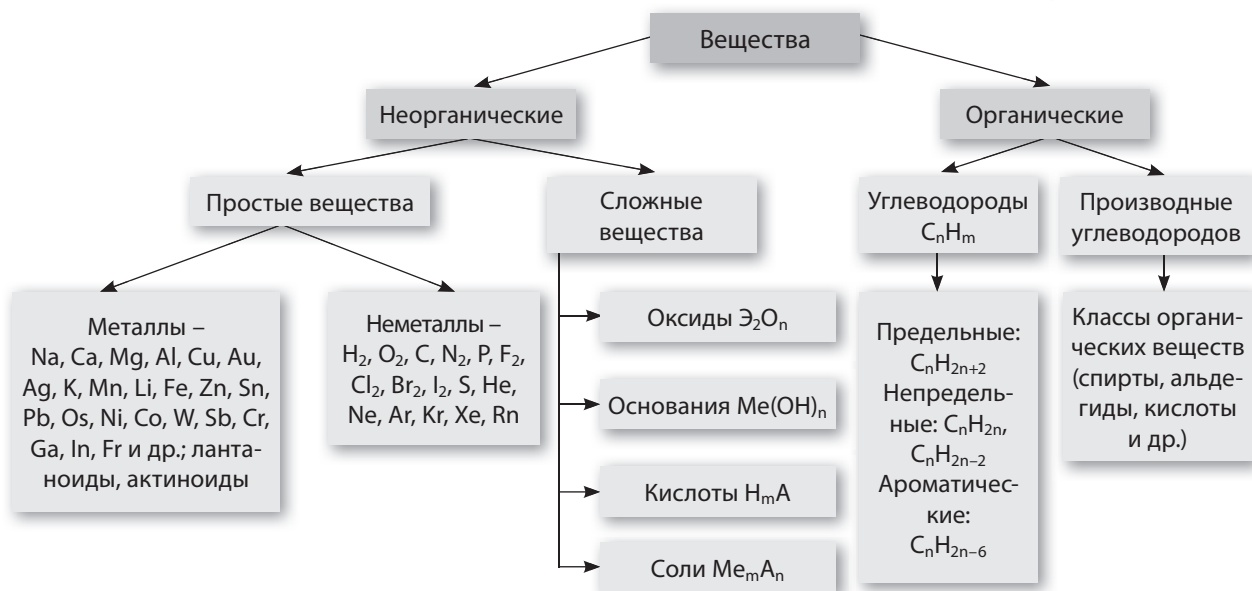 Вещества
Неорганические
Органические
Простые вещества
Сложные
вещества
Углеводороды
CₙHₘ
Производные
углеводородов
Металлы –
Na, Ca, Mg, Al, Cu, Au,
Ag, K, Mn, Li, Fe, Zn, Sn,
Pb, Os, Ni, Co, W, Sb, Cr,
Ga, In, Fr и др.; ланта-
ноиды, актиноиды
Неметаллы –
H₂, O₂, C, N₂, P, F₂,
Cl₂, Br₂, I₂, S, He,
Ne, Ar, Kr, Xe, Rn
Оксиды Э₂Oₙ
Основания Me(OH)ₙ
Кислоты HₘA
Соли MeₘAₙ
Предельные:
CₙH₂ₙ₊₂
Непредель-
ные: CₙH₂ₙ,
CₙH₂ₙ₋₂
Ароматичес-
кие:
CₙH₂ₙ₋₆
Классы органи-
ческих веществ
(спирты, альде-
гиды, кислоты
и др.)